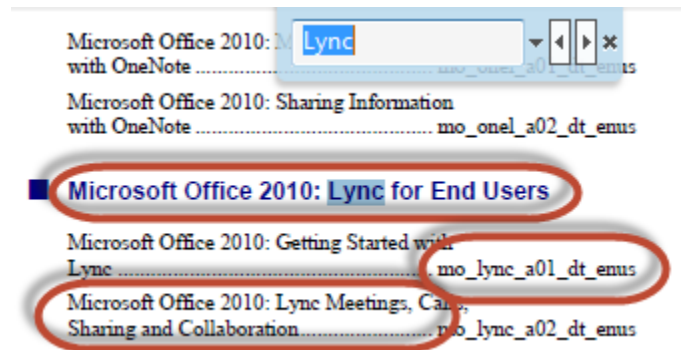 Lync
Microsoft Office 2010:
with OneNote ........................ mo_onel_a01_dt_enus
Microsoft Office 2010: Sharing Information
with OneNote ............................................. mo_onel_a02_dt_enus
Microsoft Office 2010: Lync for End Users
Microsoft Office 2010: Getting Started with
Lync ............................................................ mo_lync_a01_dt_enus
Microsoft Office 2010: Lync Meetings, Calls,
Sharing and Collaboration......................... mo_lync_a02_dt_enus